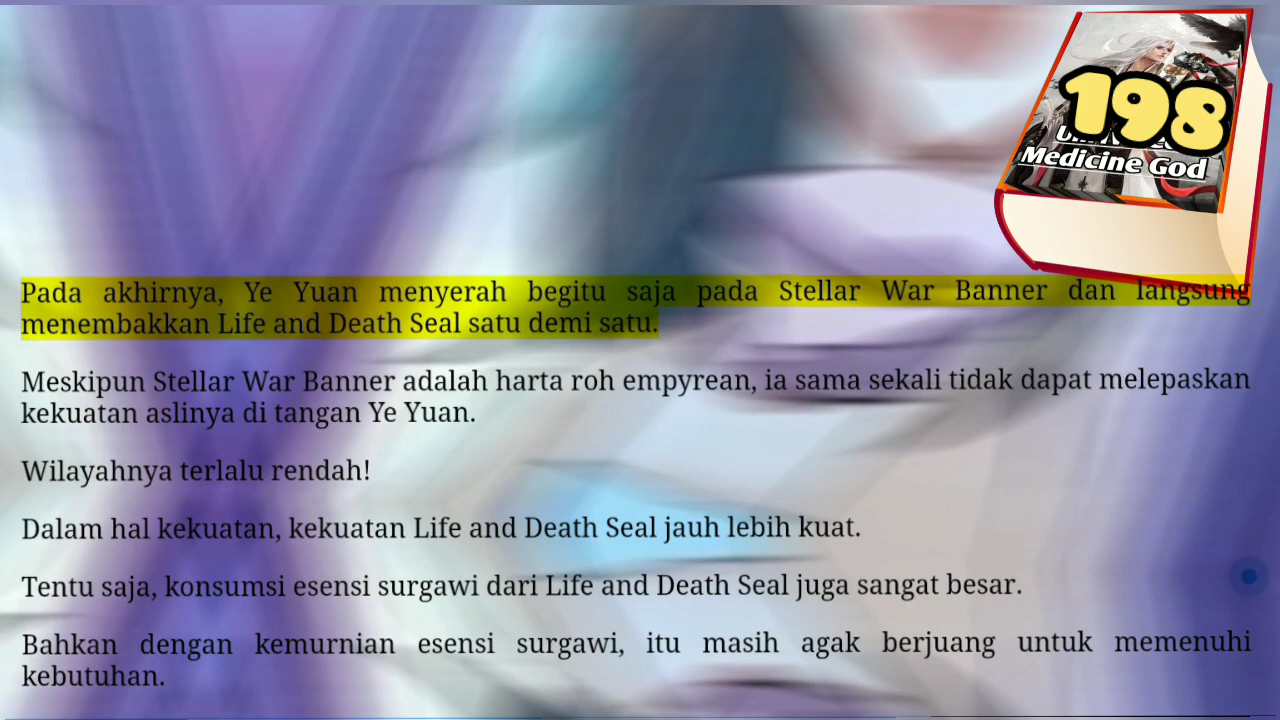 198
Medicine God
Pada akhirnya, Ye Yuan menyerah begitu saja pada Stellar War Banner dan langsung
menembakkan Life and Death Seal satu demi satu.
Meskipun Stellar War Banner adalah harta roh empyrean, ia sama sekali tidak dapat melepaskan
kekuatan aslinya di tangan Ye Yuan.
Wilayahnya terlalu rendah!
Dalam hal kekuatan, kekuatan Life and Death Seal jauh lebih kuat.
Tentu saja, konsumsi esensi surgawi dari Life and Death Seal juga sangat besar.
Bahkan dengan kemurnian esensi surgawi, itu masih agak berjuang untuk memenuhi
kebutuhan.